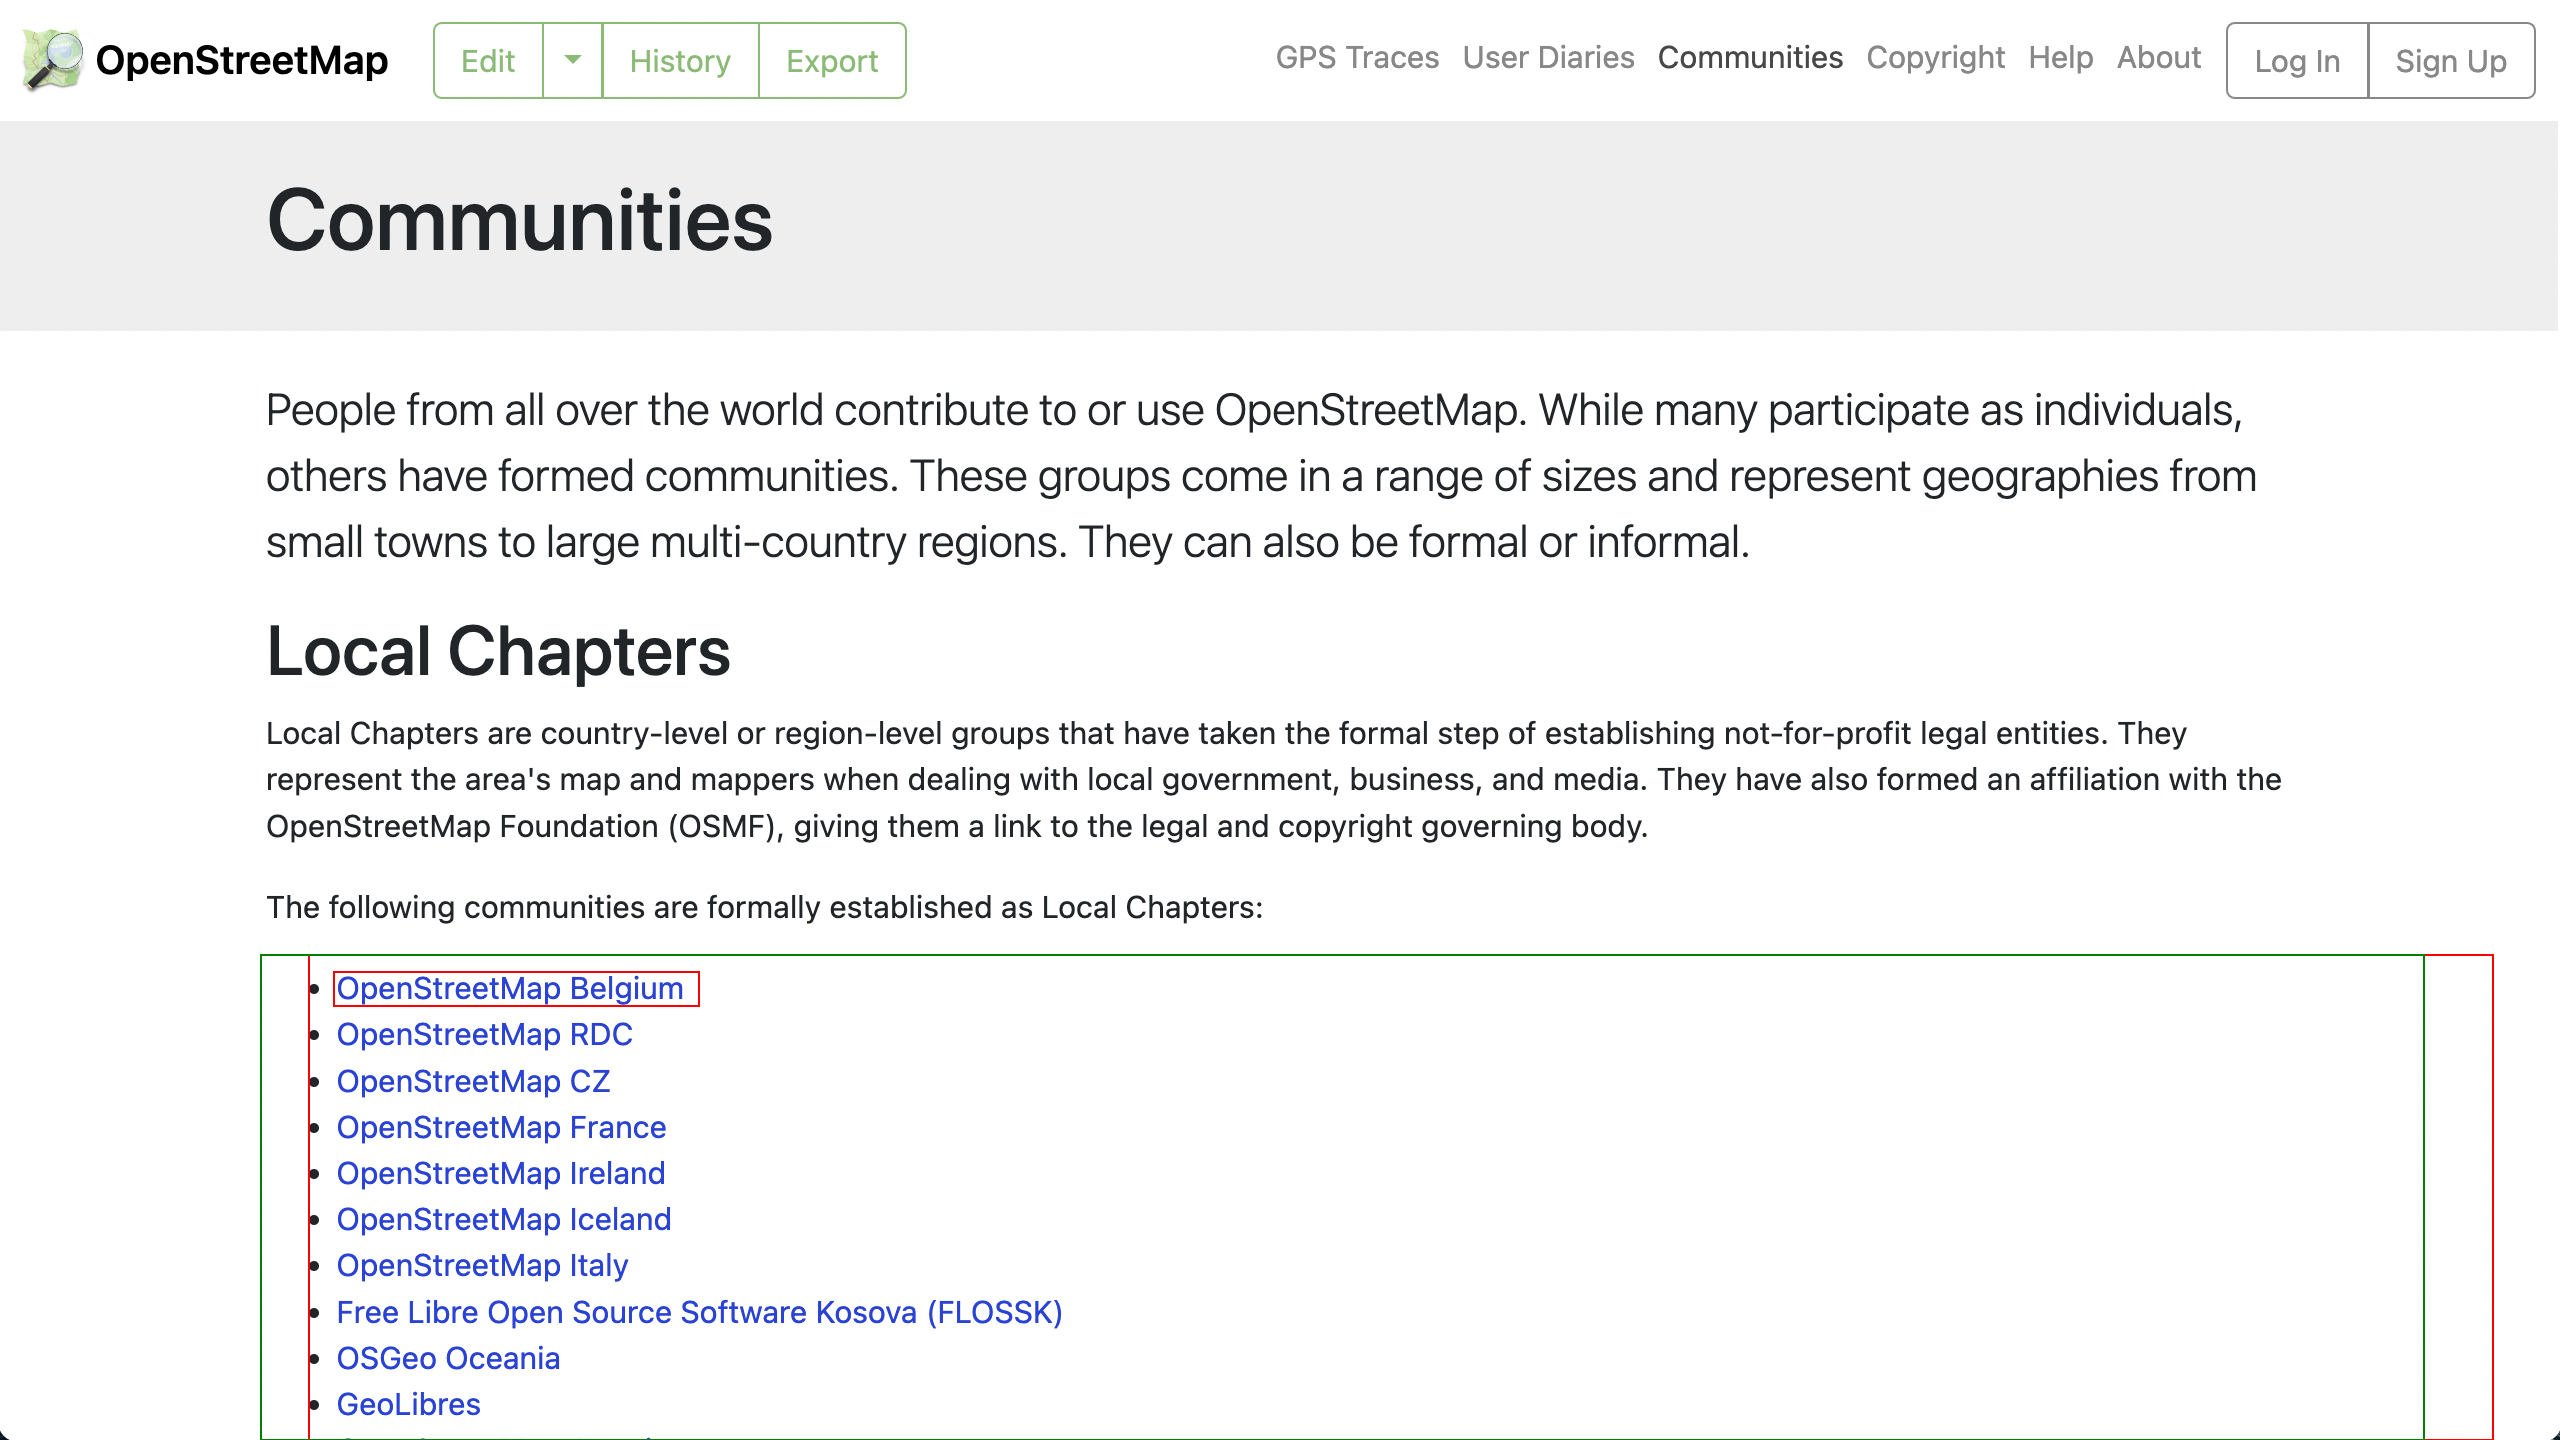 OpenStreetMap
Edit
History
Export
GPS Traces
User Diaries
Communities
Copyright
Help
About
Log In
Sign Up
Communities
People from all over the world contribute to or use OpenStreetMap. While many participate as individuals,
others have formed communities. These groups come in a range of sizes and represent geographies from
small towns to large multi-country regions. They can also be formal or informal.
Local Chapters
Local Chapters are country-level or region-level groups that have taken the formal step of establishing not-for-profit legal entities. They
represent the area's map and mappers when dealing with local government, business, and media. They have also formed an affiliation with the
OpenStreetMap Foundation (OSMF), giving them a link to the legal and copyright governing body.
The following communities are formally established as Local Chapters:
OpenStreetMap Belgium
OpenStreetMap RDC
OpenStreetMap CZ
OpenStreetMap France
OpenStreetMap Ireland
OpenStreetMap Iceland
OpenStreetMap Italy
Free Libre Open Source Software Kosova (FLOSSK)
OSGeo Oceania
GeoLibres